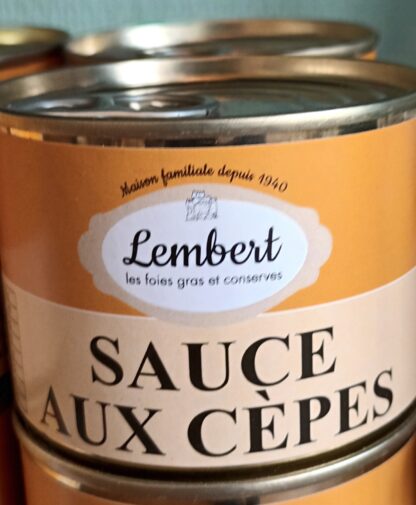 Maison familiale depuis 1940
Lembert
les foies gras et conserves
SAUCE
AUX CÈPES